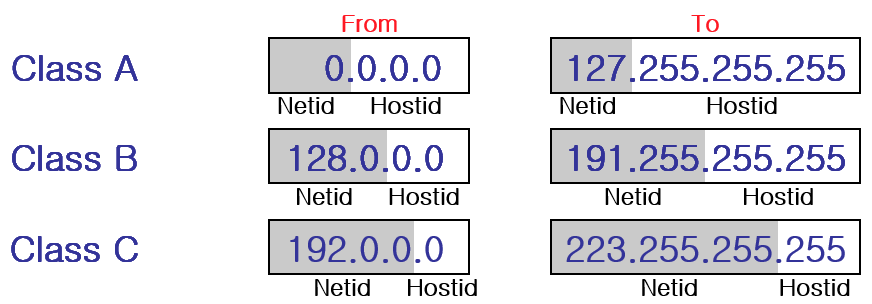 From To
Class A 0.0.0.0 127.255.255.255
Netid Hostid Netid Hostid
Class B 128.0.0.0 191.255.255.255
Netid Hostid Netid Hostid
Class C 192.0.0.0 223.255.255.255
Netid Hostid Netid Hostid